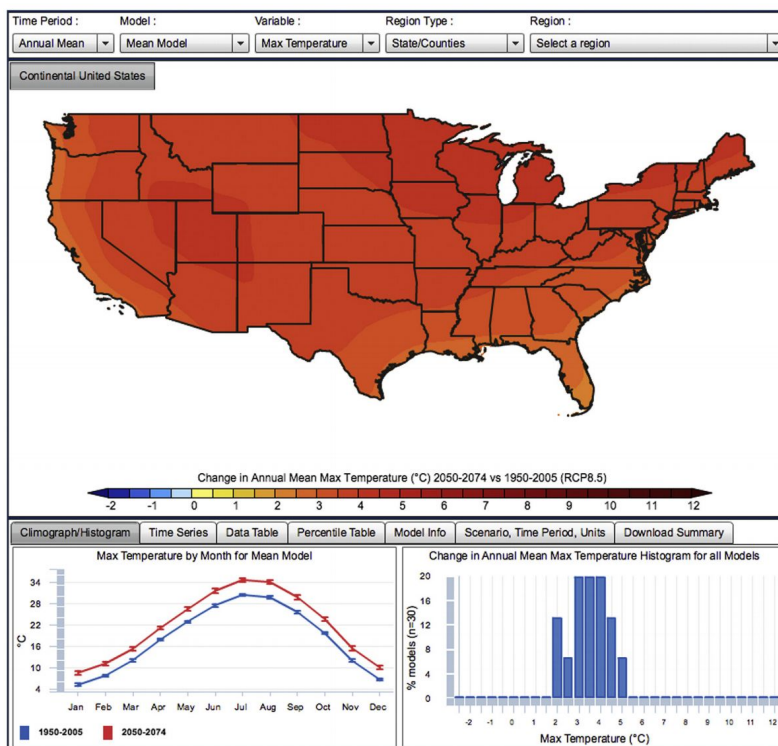 Time Period : Model : Variable : Region Type : Region :
Annual Mean Mean Model Max Temperature State/Counties Select a region
Continental United States
Change in Annual Mean Max Temperature (°C) 2050-2074 vs 1950-2005 (RCP8.5)
-2 -1 0 1 2 3 4 5 6 7 8 9 10 11 12
Climograph/Histogram Time Series Data Table Percentile Table Model Info Scenario, Time Period, Units Download Summary
Max Temperature by Month for Mean Model
34
28
22
16
10
4
°C
Jan Feb Mar Apr May Jun Jul Aug Sep Oct Nov Dec
1950-2005 2050-2074
Change in Annual Mean Max Temperature Histogram for all Models
20
16
12
8
4
0
% models (n=30)
-2 -1 0 1 2 3 4 5 6 7 8 9 10 11 12
Max Temperature (°C)